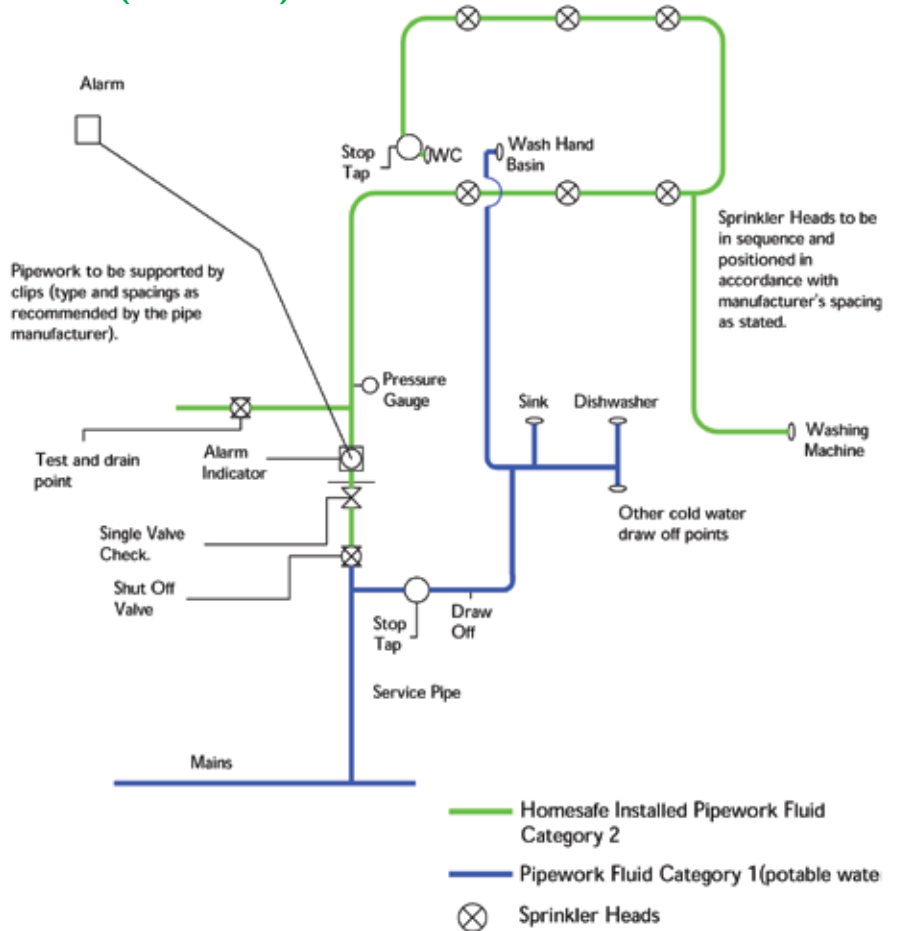 Alarm
Stop
Tap
WC
Wash Hand
Basin
Sprinkler Heads to be
in sequence and
positioned in
accordance with
manufacturer's spacing
as stated.
Pipework to be supported by
clips (type and spacings as
recommended by the pipe
manufacturer).
Pressure
Gauge
Sink
Dishwasher
Washing
Machine
Test and drain
point
Alarm
Indicator
Other cold water
draw off points
Single Valve
Check.
Shut Off
Valve
Stop
Tap
Draw
Off
Service Pipe
Mains
Homesafe Installed Pipework Fluid
Category 2
Pipework Fluid Category 1(potable wate
Sprinkler Heads